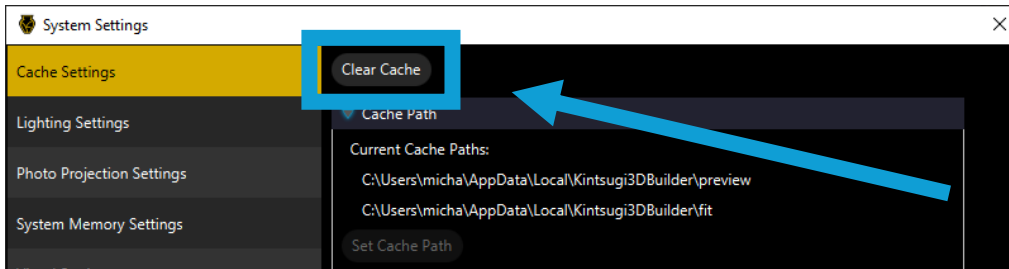 System Settings
Cache Settings
Clear Cache
Cache Path
Lighting Settings
Current Cache Paths:
Photo Projection Settings
C:\Users\micha\AppData\Local\Kintsugi3DBuilder\preview
C:\Users\micha\AppData\Local\Kintsugi3DBuilder\fit
System Memory Settings
Set Cache Path